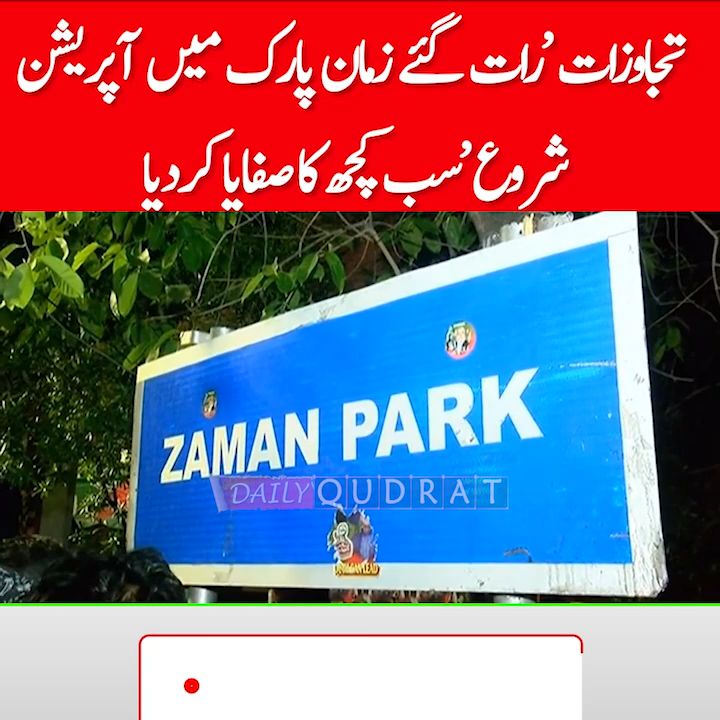 تجاوزات ُرات گئے زمان پارک میں آپریشن
شروع ُسب کچھ کا صفایا کر دیا
ZAMAN PARK
DAILY QUDRAT